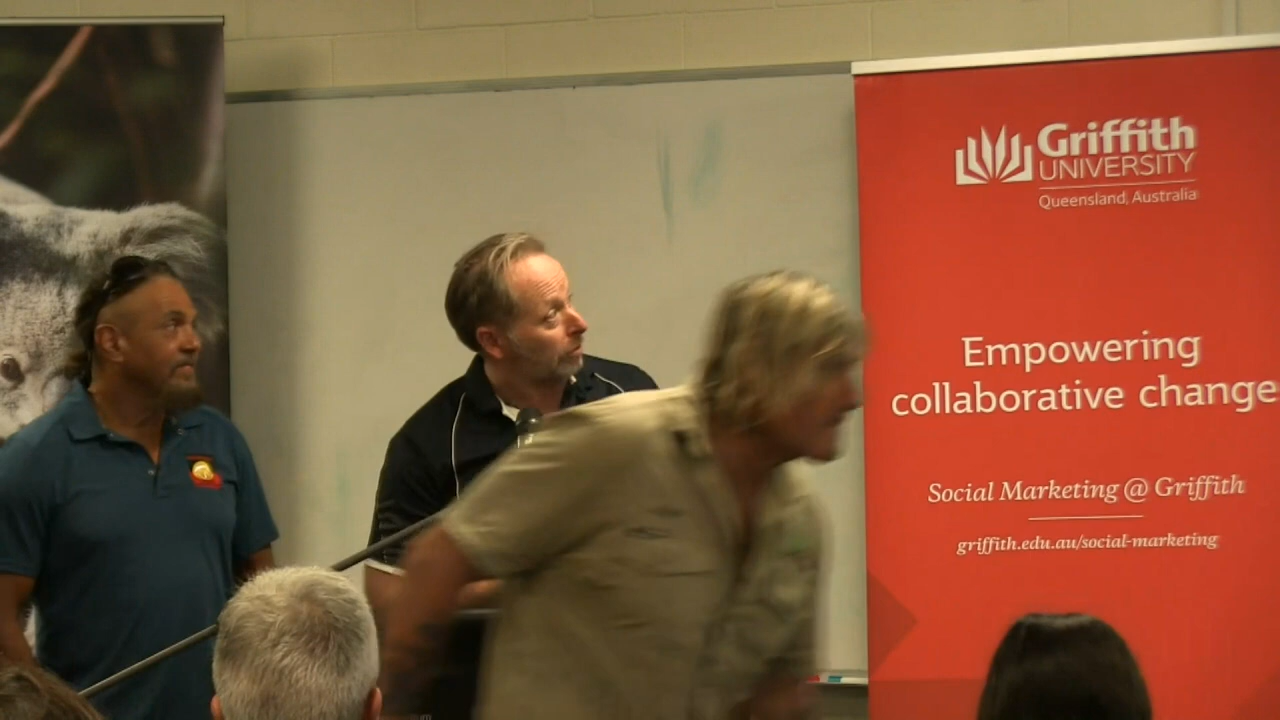 Griffith
UNIVERSITY
Queensland, Australia
Empowering
collaborative change
Social Marketing @ Griffith
griffith.edu.au/social-marketing